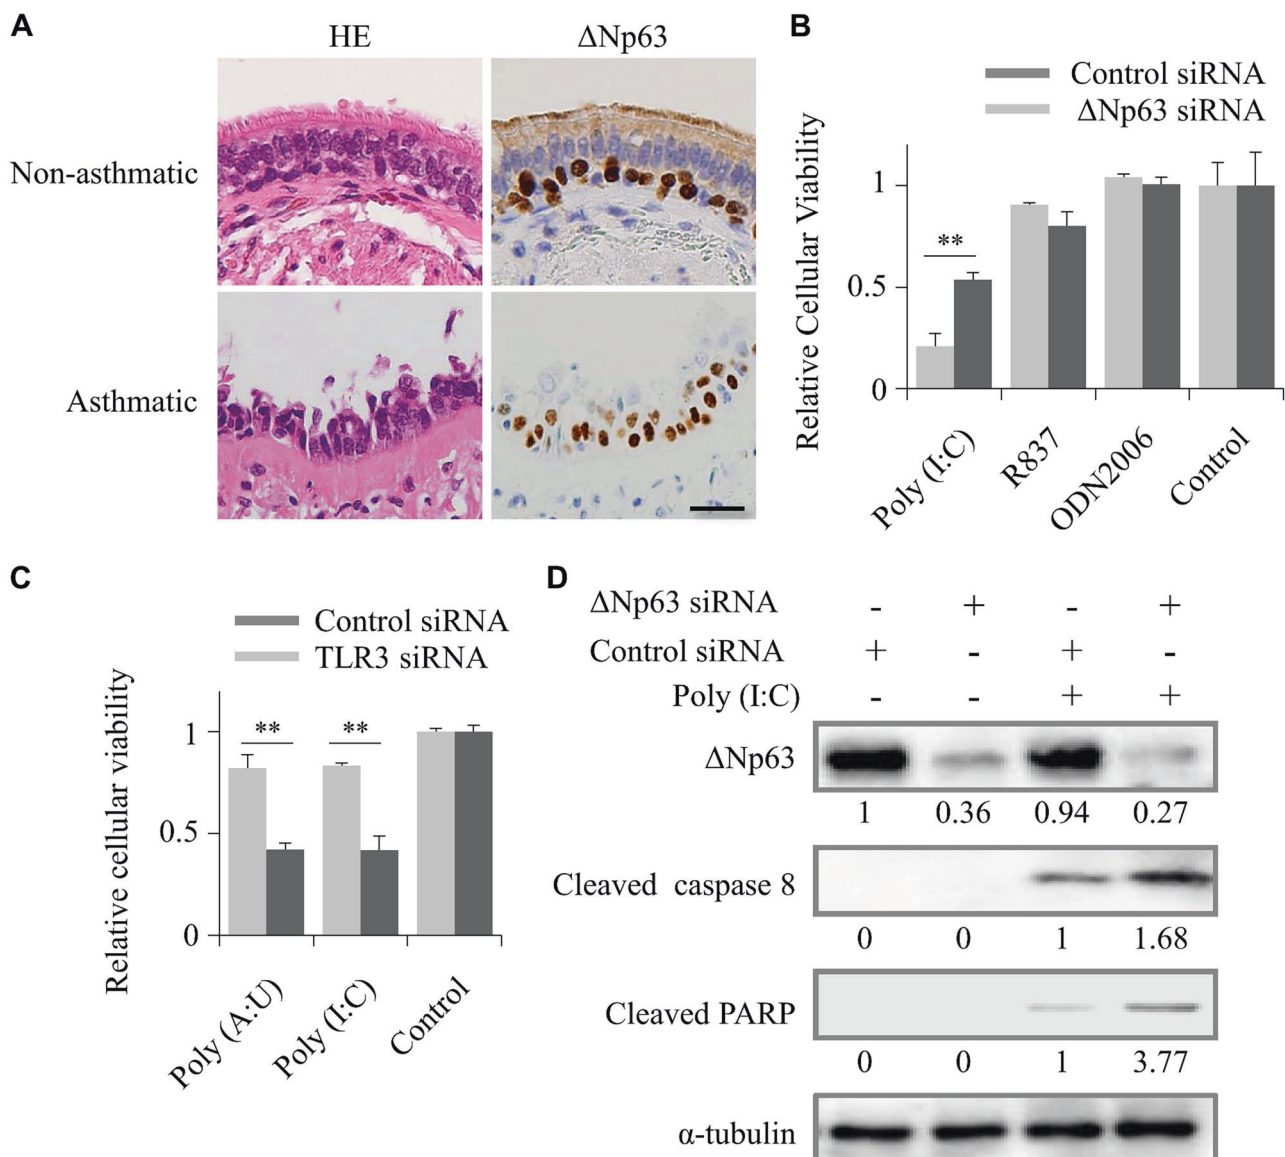 A
HE
ΔNp63
Non-asthmatic
Asthmatic
B
Control siRNA
ΔNp63 siRNA
Relative Cellular Viability
1
0.5
0
**
Poly (I:C)
R837
ODN2006
Control
C
Control siRNA
TLR3 siRNA
Relative cellular viability
1
0.5
0
**
**
Poly (A:U)
Poly (I:C)
Control
D
ΔNp63 siRNA - + - +
Control siRNA + - + -
Poly (I:C) - - + +
ΔNp63
1 0.36 0.94 0.27
Cleaved caspase 8
0 0 1 1.68
Cleaved PARP
0 0 1 3.77
α-tubulin